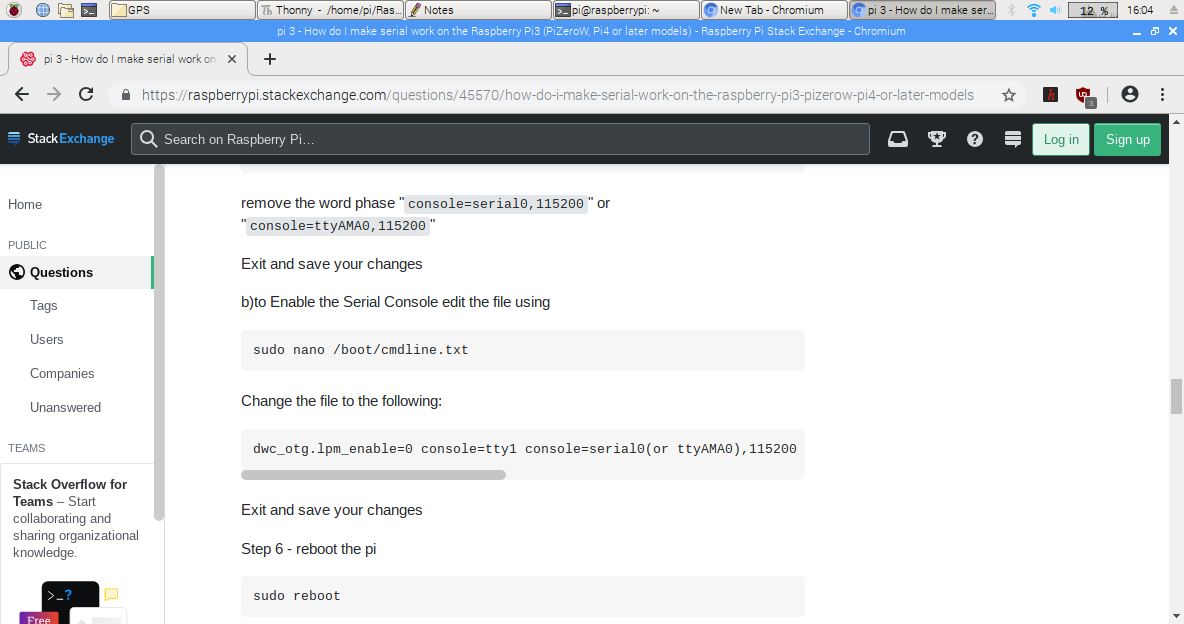 GPS
Thonny - /home/pi/Ras...
Notes
pi@raspberrypi: ~
New Tab - Chromium
pi 3 - How do I make ser...
12 %
16:04
pi 3 - How do I make serial work on the Raspberry Pi3 (PiZeroW, Pi4 or later models) - Raspberry Pi Stack Exchange - Chromium
pi 3 - How do I make serial work on
https://raspberrypi.stackexchange.com/questions/45570/how-do-i-make-serial-work-on-the-raspberry-pi3-pizerow-pi4-or-later-models
3
StackExchange
Search on Raspberry Pi…
Log in
Sign up
Home
PUBLIC
Questions
Tags
Users
Companies
Unanswered
TEAMS
Stack Overflow for
Teams – Start
collaborating and
sharing organizational
knowledge.
>_?
Free
remove the word phase "console=serial0,115200" or
"console=ttyAMA0,115200"
Exit and save your changes
b)to Enable the Serial Console edit the file using
sudo nano /boot/cmdline.txt
Change the file to the following:
dwc_otg.lpm_enable=0 console=tty1 console=serial0(or ttyAMA0),115200
Exit and save your changes
Step 6 - reboot the pi
sudo reboot